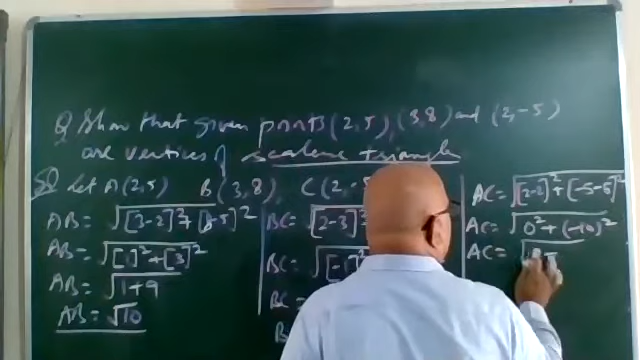 Q Show that given points (2,5), (3,8) and (2,-5)
are vertices of scalene triangle
Let A(2,5) B(3,8), C(2,-5
AB = √[3-2]²+[8-5]²
AB = √[1]²+[3]²
AB = √1+9
AB = √10
BC = √[2-3]²
BC = √[-1
BC =
B
AC = √[2-2]²+[-5-5]²
AC = √0²+(-10)²
AC = √